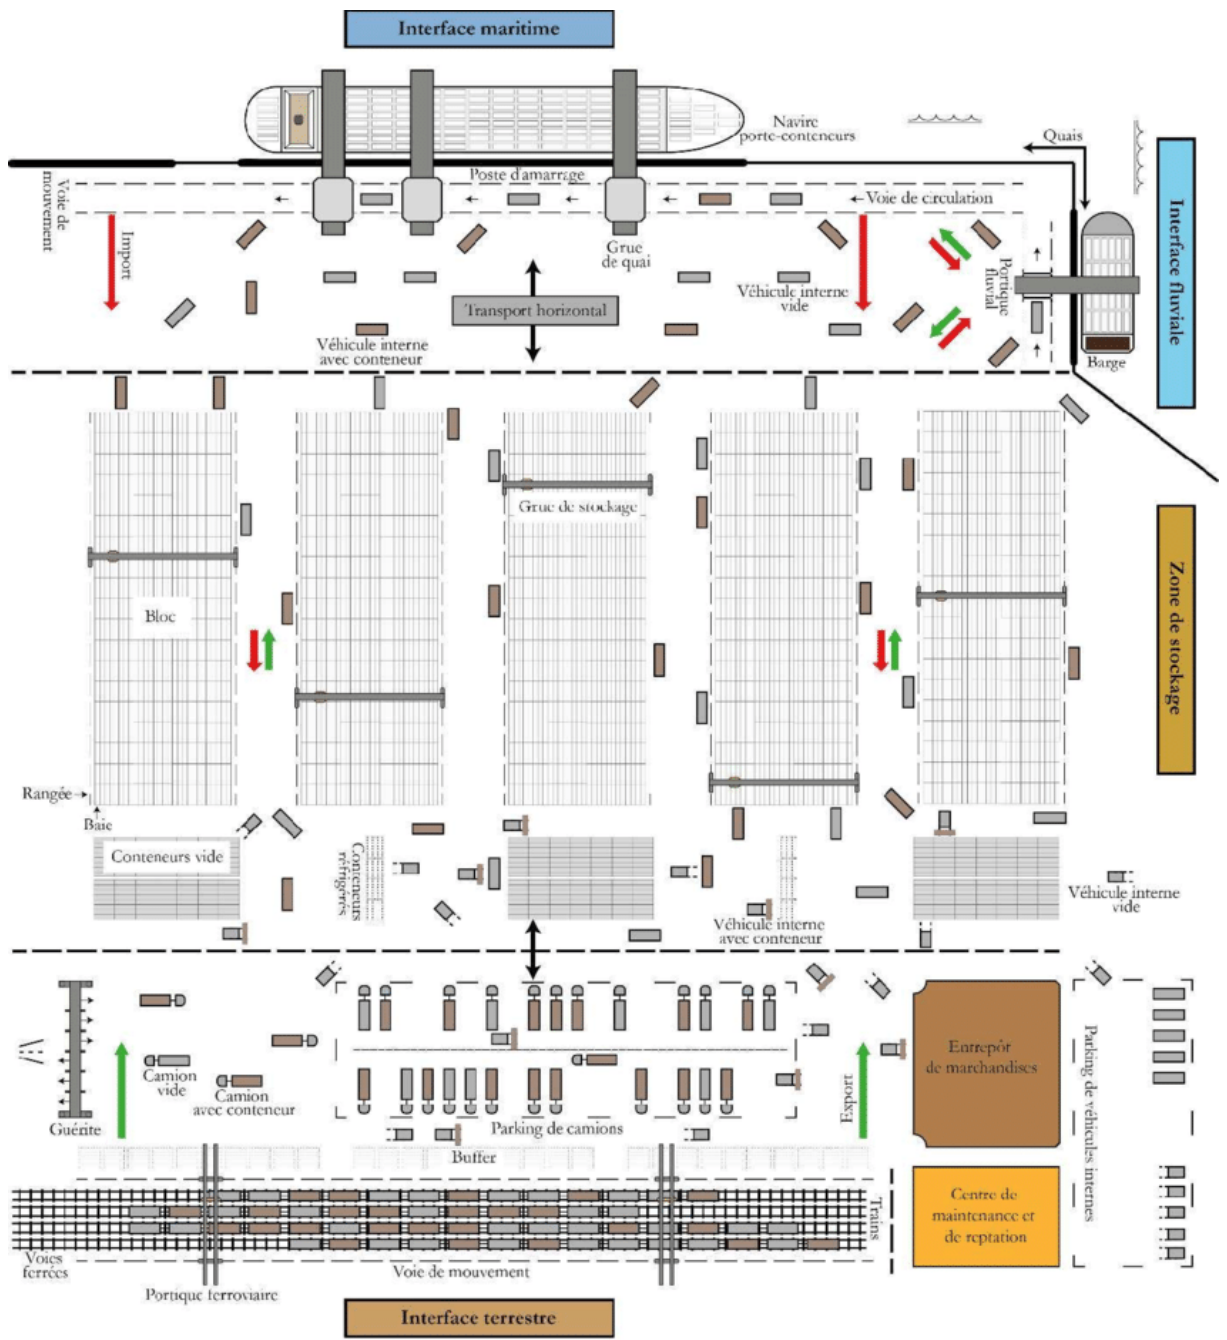 Interface maritime
Navire
porte-conteneurs
Quais
Voie de
mouvement
Poste d'amarrage
Voie de circulation
Interface fluviale
Import
Grue
de quai
Portique
fluvial
Transport horizontal
Véhicule interne
vide
Véhicule interne
avec conteneur
Barge
Grue de stockage
Zone de stockage
Bloc
Rangée
Baie
Conteneurs vide
Conteneurs
réfrigérés
Véhicule interne
vide
Véhicule interne
avec conteneur
Entrepôt
de marchandises
Parking de véhicules internes
Camion
vide
Camion
avec conteneur
Export
Guérite
Parking de camions
Buffer
Trains
Centre de
maintenance et
de reptation
Voies
ferrées
Voie de mouvement
Portique ferroviaire
Interface terrestre